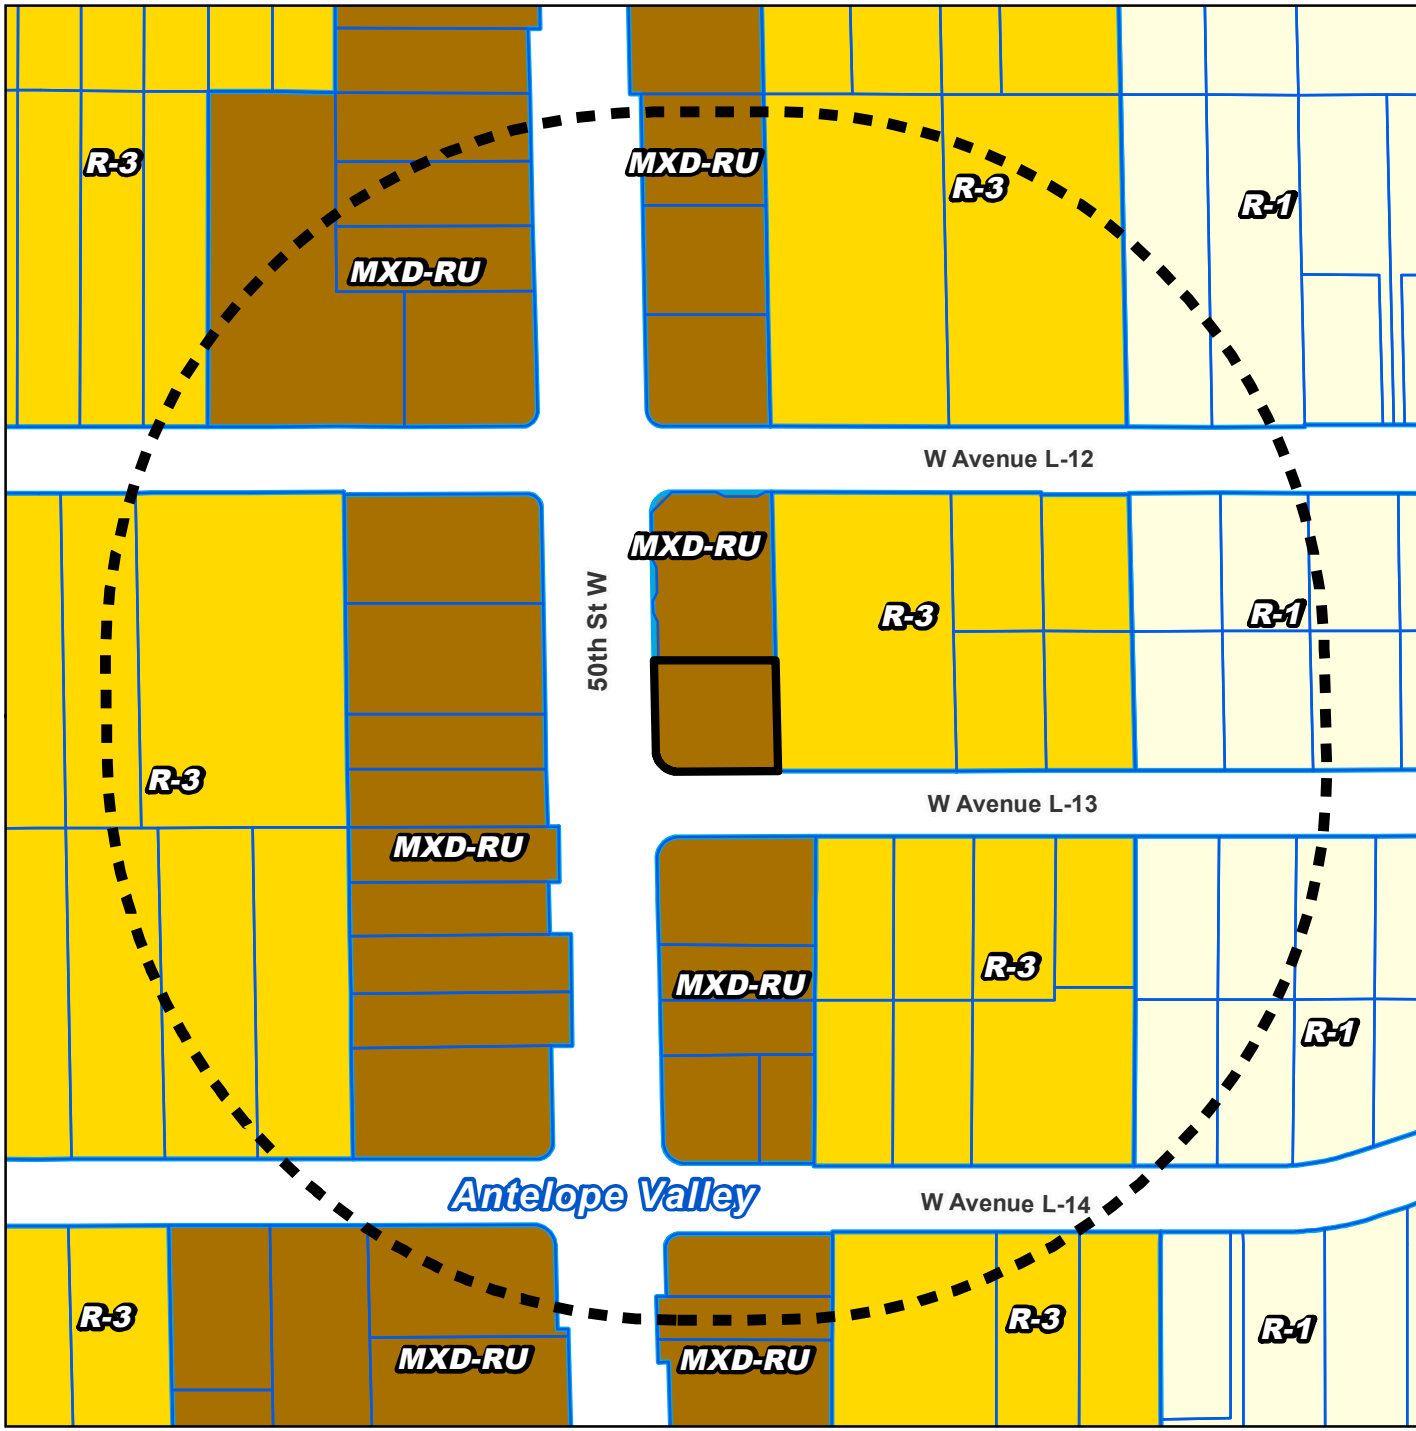 R-3
MXD-RU
R-3
R-1
MXD-RU
W Avenue L-12
MXD-RU
50th St W
R-3
R-1
R-3
W Avenue L-13
MXD-RU
R-3
MXD-RU
R-1
Antelope Valley
W Avenue L-14
R-3
R-3
R-1
MXD-RU
MXD-RU